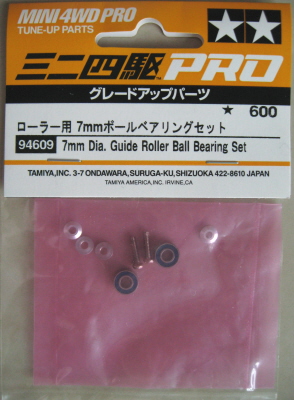 MINI 4WD PRO
TUNE-UP PARTS
ミニ四駆 PRO
グレードアップパーツ
★ 600
ローラー用 7mmボールベアリングセット
94609 7mm Dia. Guide Roller Ball Bearing Set
TAMIYA,INC. 3-7 ONDAWARA,SURUGA-KU,SHIZUOKA 422-8610 JAPAN
TAMIYA AMERICA,INC. IRVINE,CA